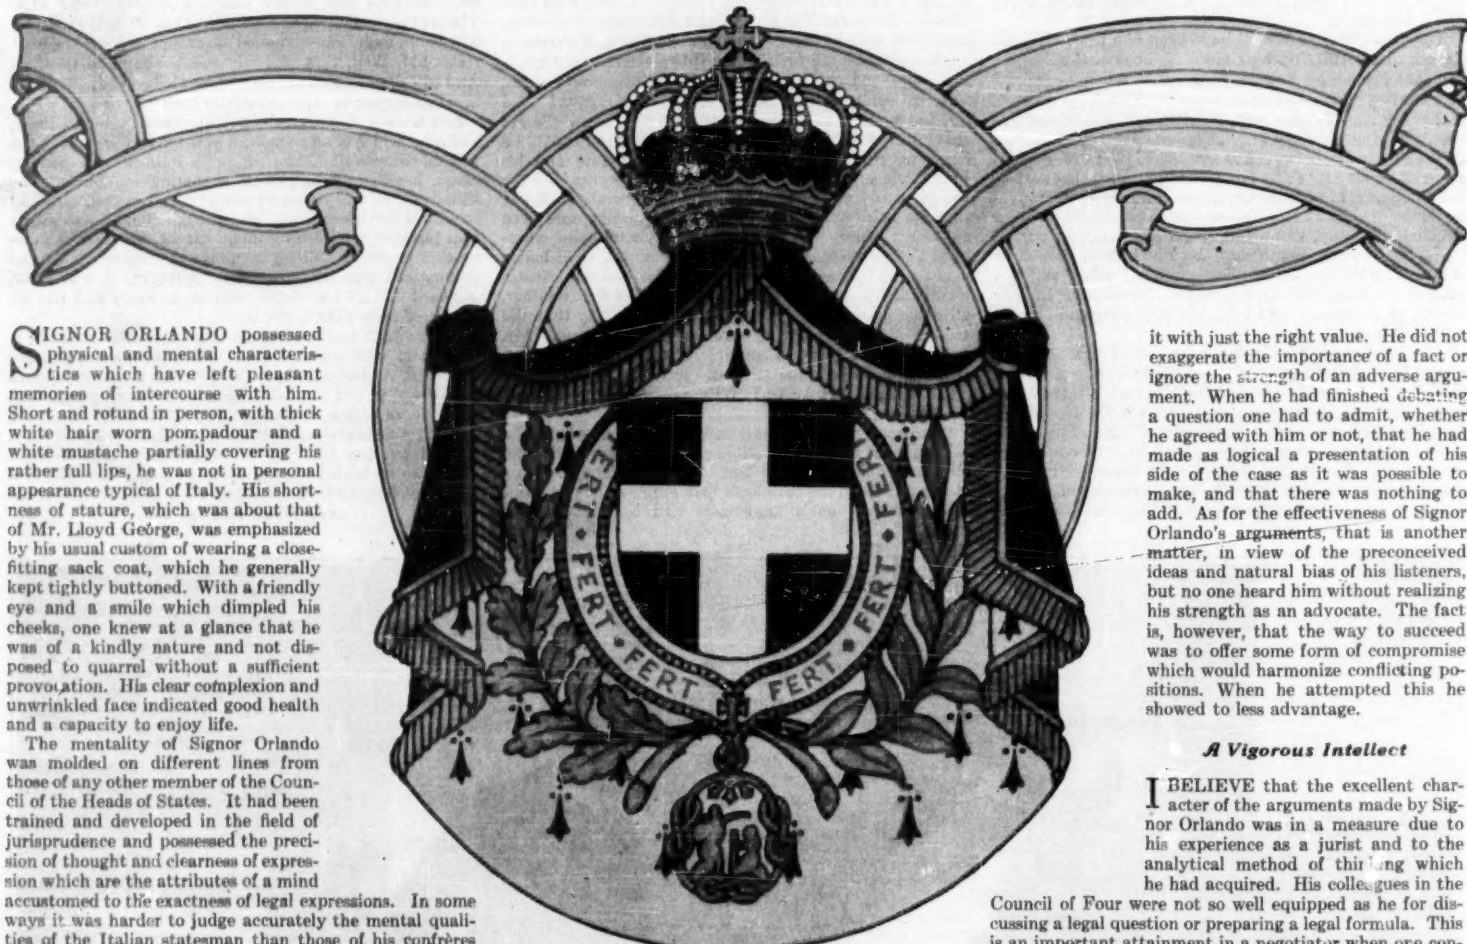 SIGNOR ORLANDO possessed
physical and mental characteris-
tics which have left pleasant
memories of intercourse with him.
Short and rotund in person, with thick
white hair worn pompadour and a
white mustache partially covering his
rather full lips, he was not in personal
appearance typical of Italy. His short-
ness of stature, which was about that
of Mr. Lloyd George, was emphasized
by his usual custom of wearing a close-
fitting sack coat, which he generally
kept tightly buttoned. With a friendly
eye and a smile which dimpled his
cheeks, one knew at a glance that he
was of a kindly nature and not dis-
posed to quarrel without a sufficient
provocation. His clear complexion and
unwrinkled face indicated good health
and a capacity to enjoy life.
The mentality of Signor Orlando
was molded on different lines from
those of any other member of the Coun-
cil of the Heads of States. It had been
trained and developed in the field of
jurisprudence and possessed the preci-
sion of thought and clearness of expres-
sion which are the attributes of a mind
accustomed to the exactness of legal expressions. In some
ways it was harder to judge accurately the mental quali-
ties of the Italian statesman than those of his confrères
FERT • FERT • FERT
FERT • FERT • FERT
it with just the right value. He did not
exaggerate the importance of a fact or
ignore the strength of an adverse argu-
ment. When he had finished debating
a question one had to admit, whether
he agreed with him or not, that he had
made as logical a presentation of his
side of the case as it was possible to
make, and that there was nothing to
add. As for the effectiveness of Signor
Orlando's arguments, that is another
matter, in view of the preconceived
ideas and natural bias of his listeners,
but no one heard him without realizing
his strength as an advocate. The fact
is, however, that the way to succeed
was to offer some form of compromise
which would harmonize conflicting po-
sitions. When he attempted this he
showed to less advantage.
A Vigorous Intellect
I BELIEVE that the excellent char-
acter of the arguments made by Sig-
nor Orlando was in a measure due to
his experience as a jurist and to the
analytical method of thinking which
he had acquired. His colleagues in the
Council of Four were not so well equipped as he for dis-
cussing a legal question or preparing a legal formula. This
is an important attainment in a negotiator when one con-